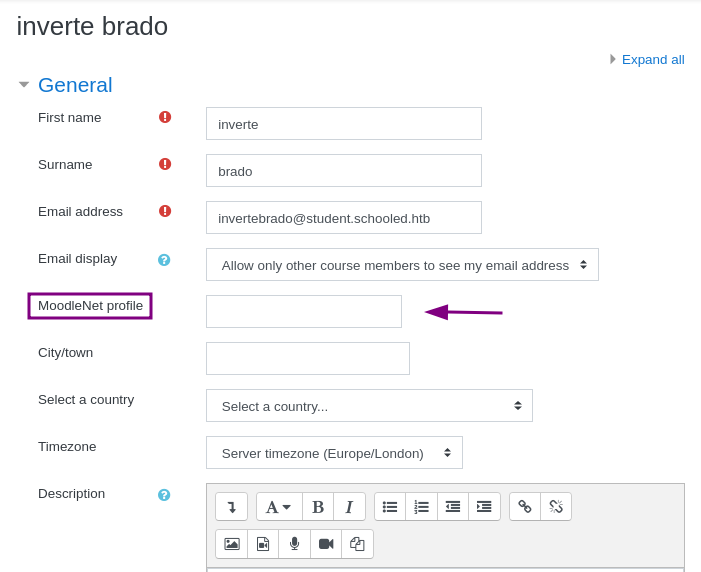 inverte brado
Expand all
General
First name
inverte
Surname
brado
Email address
invertebrado@student.schooled.htb
Email display
Allow only other course members to see my email address
MoodleNet profile
City/town
Select a country
Select a country...
Timezone
Server timezone (Europe/London)
Description
A B I